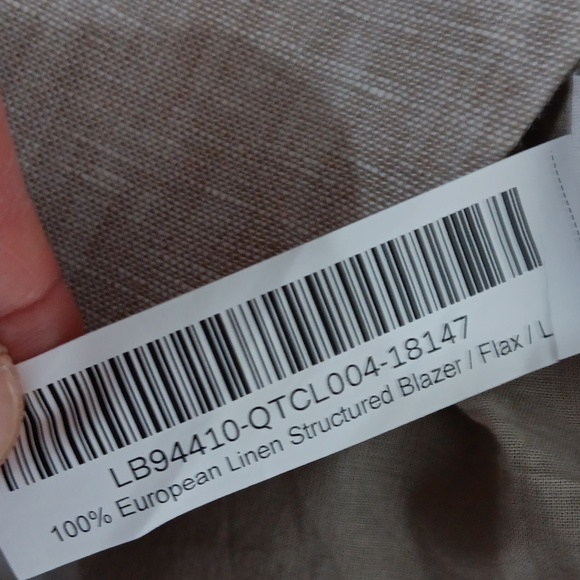 LB94410-QTCL004-18147
100% European Linen Structured Blazer / Flax / L